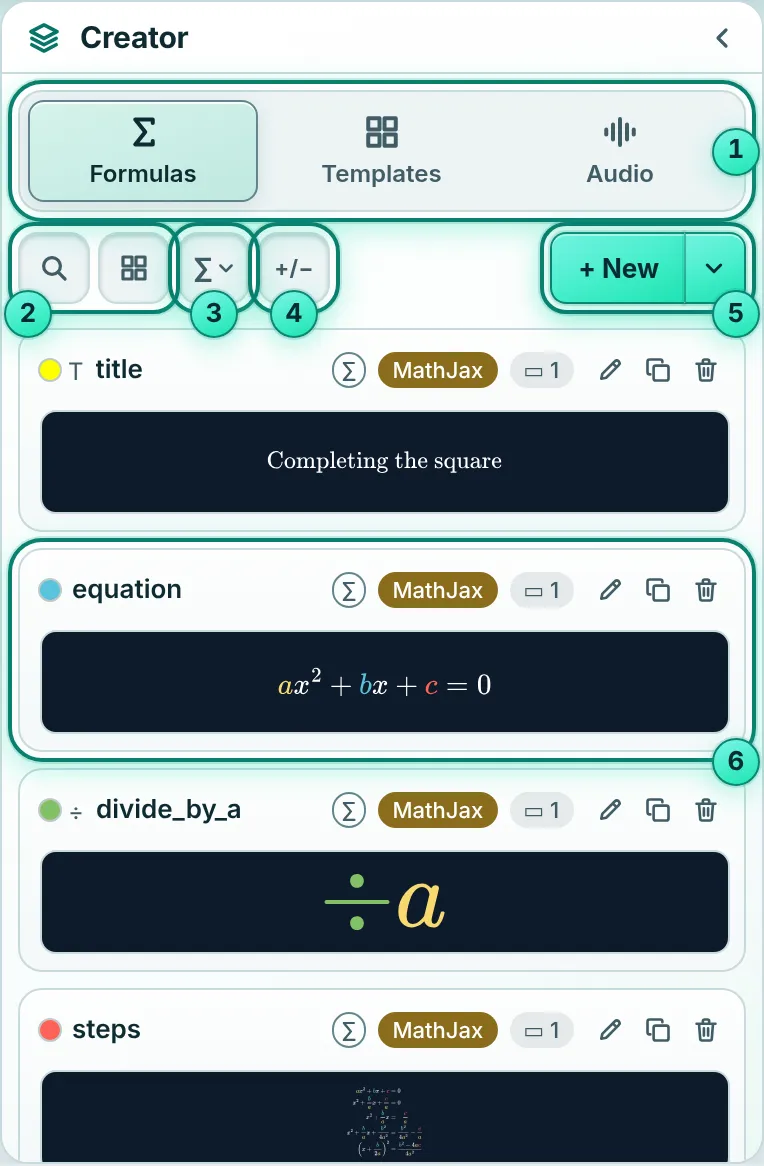 Creator
Σ
Formulas
Templates
Audio
1
Σ
+/−
+ New
2
3
4
5
T title
Σ
MathJax
1
Completing the square
equation
Σ
MathJax
1
ax² + bx + c = 0
6
÷ divide_by_a
Σ
MathJax
1
÷a
steps
Σ
MathJax
1